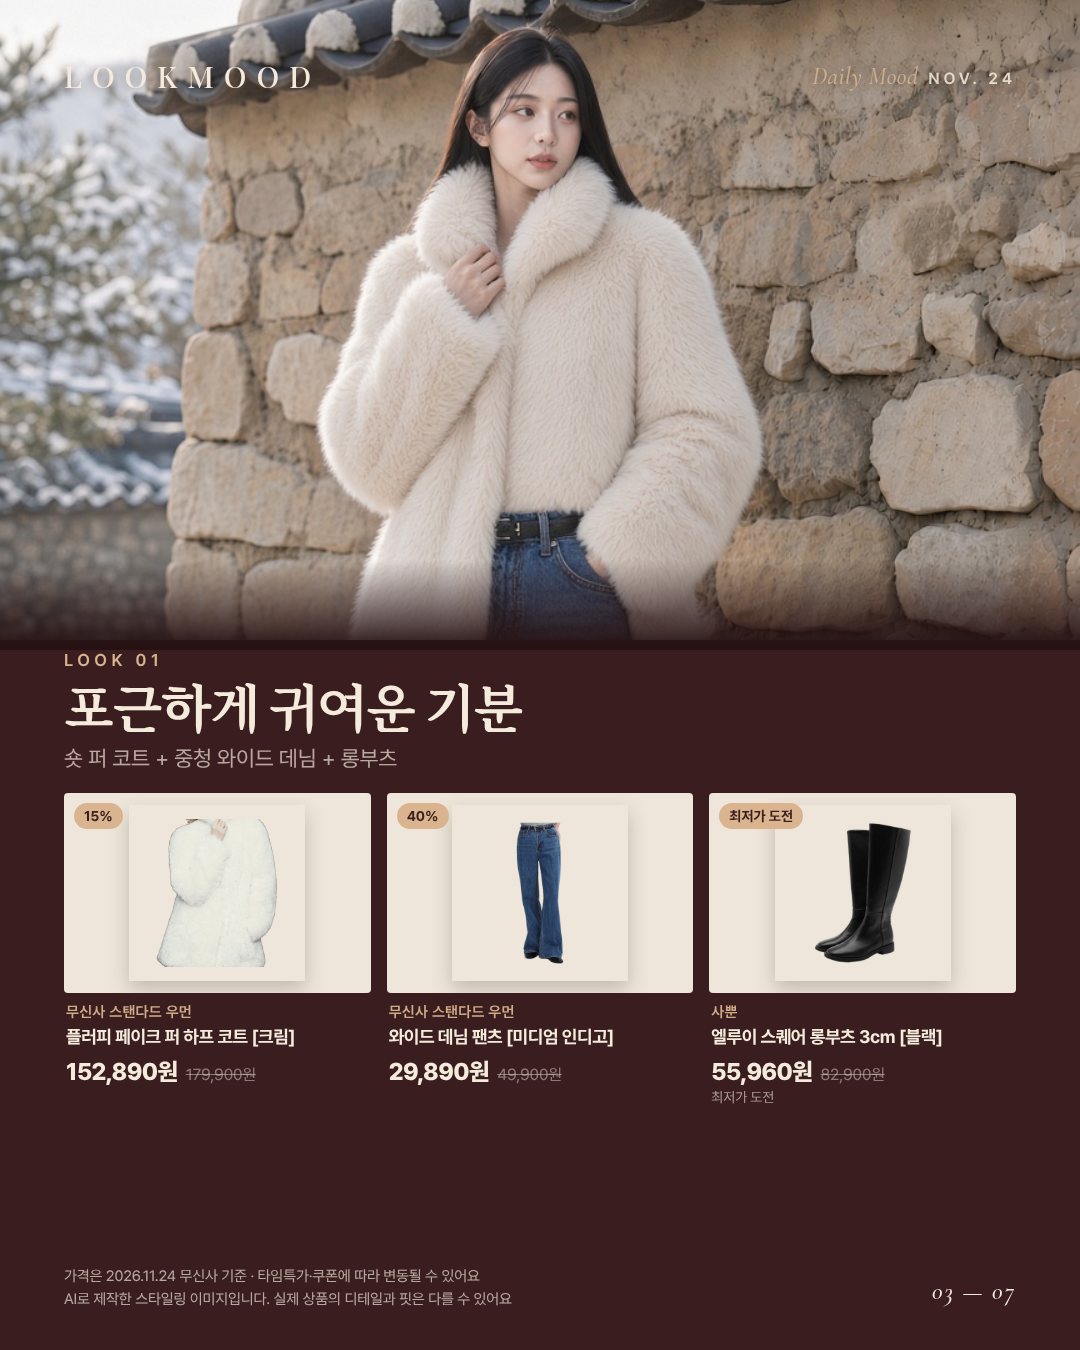 LOOKMOOD
Daily Mood NOV. 24
LOOK 01
포근하게 귀여운 기분
숏 퍼 코트 + 중청 와이드 데님 + 롱부츠
15%
40%
최저가 도전
무신사 스탠다드 우먼
플러피 페이크 퍼 하프 코트 [크림]
152,890원 179,900원
무신사 스탠다드 우먼
와이드 데님 팬츠 [미디엄 인디고]
29,890원 49,900원
사뿐
엘루이 스퀘어 롱부츠 3cm [블랙]
55,960원 82,900원
최저가 도전
가격은 2026.11.24 무신사 기준 · 타임특가·쿠폰에 따라 변동될 수 있어요
AI로 제작한 스타일링 이미지입니다. 실제 상품의 디테일과 핏은 다를 수 있어요
03 — 07